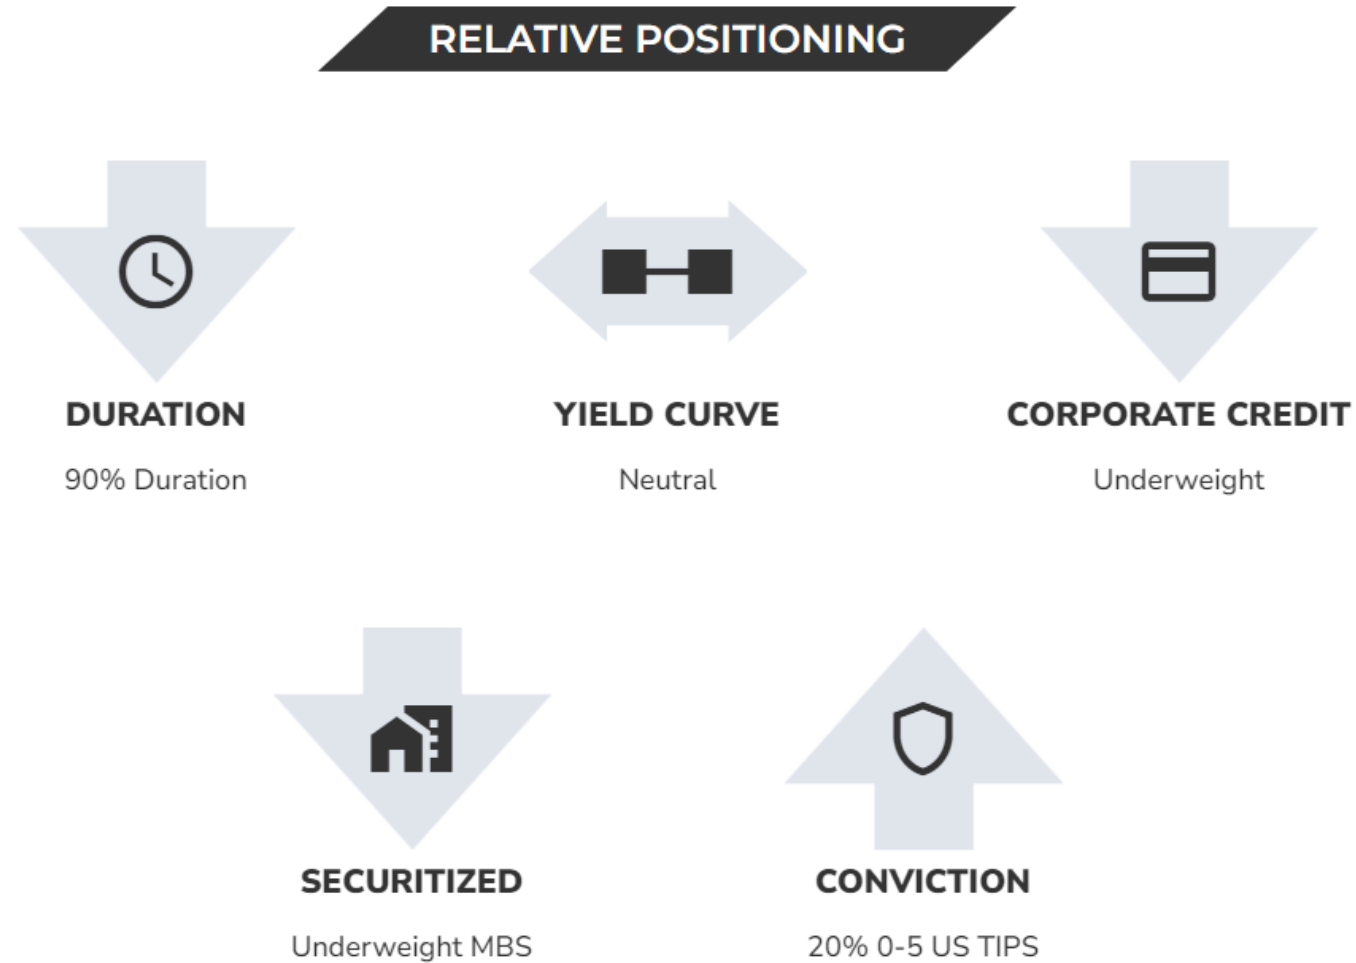 RELATIVE POSITIONING
DURATION
90% Duration
YIELD CURVE
Neutral
CORPORATE CREDIT
Underweight
SECURITIZED
Underweight MBS
CONVICTION
20% 0-5 US TIPS